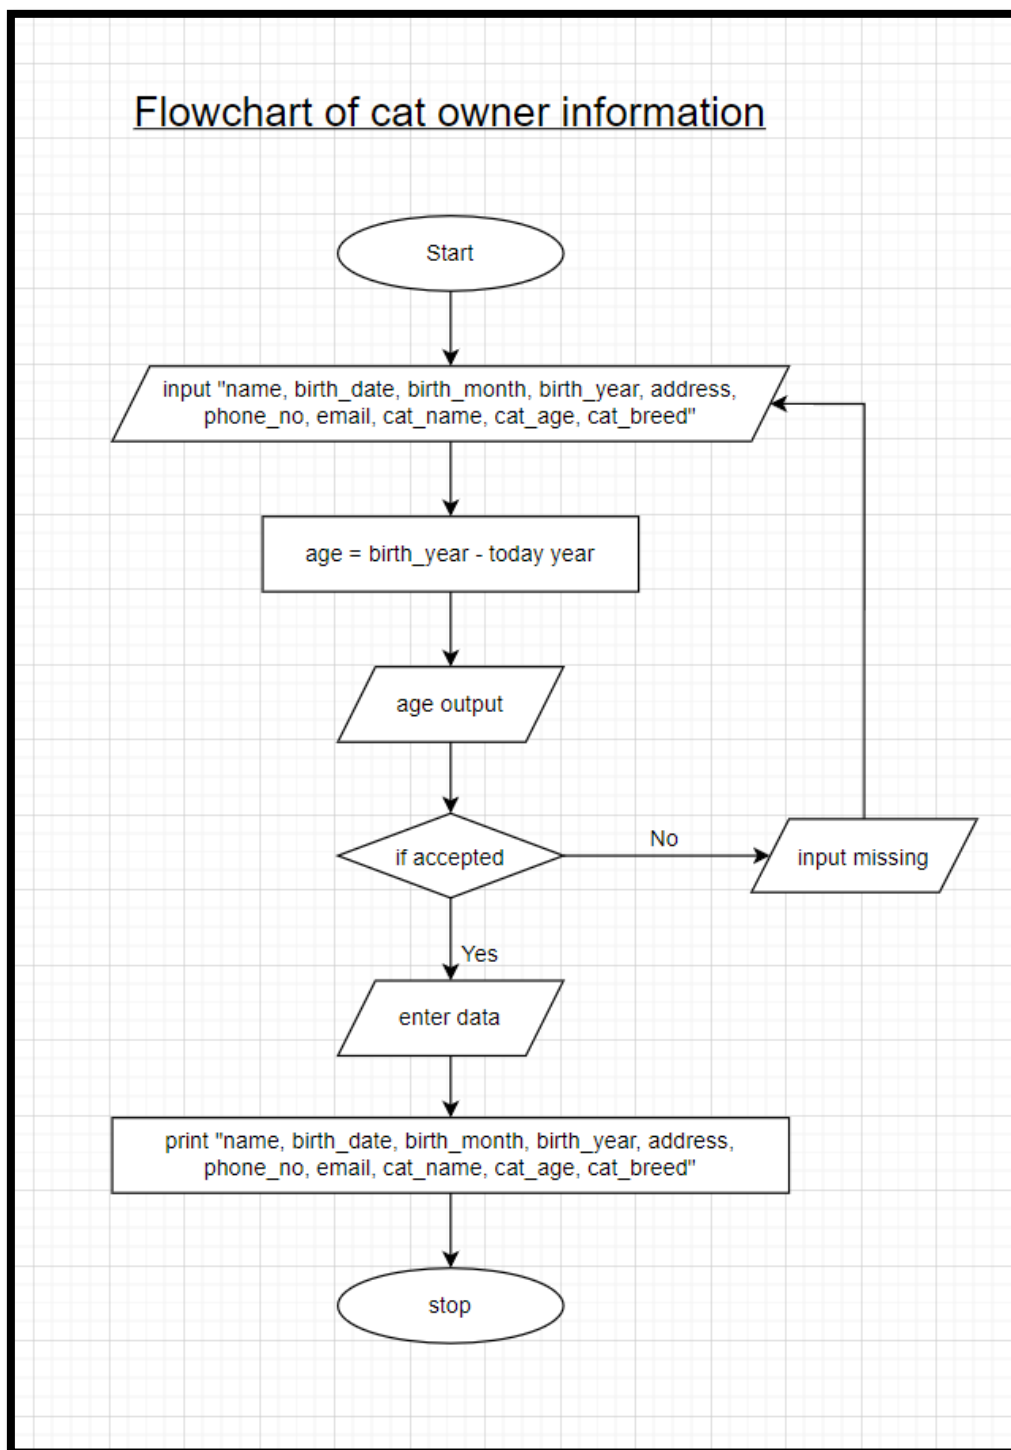 Flowchart of cat owner information
Start
input "name, birth_date, birth_month, birth_year, address,
phone_no, email, cat_name, cat_age, cat_breed"
age = birth_year - today year
age output
if accepted
No
input missing
Yes
enter data
print "name, birth_date, birth_month, birth_year, address,
phone_no, email, cat_name, cat_age, cat_breed"
stop